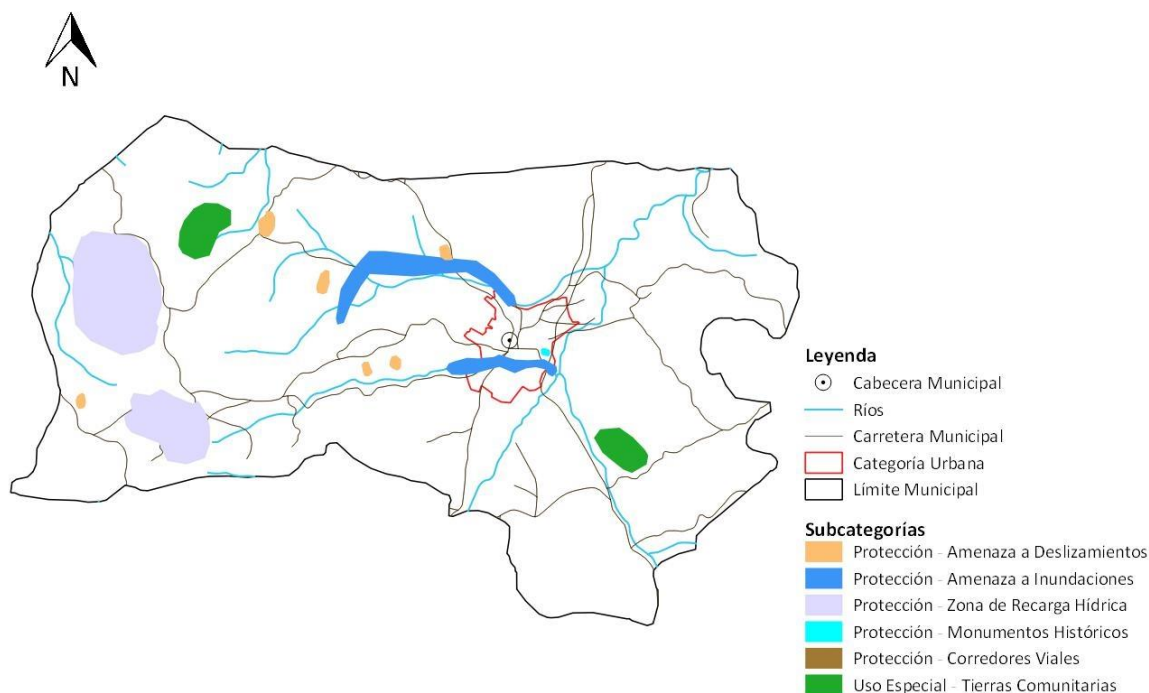 N
Leyenda
Cabecera Municipal
Ríos
Carretera Municipal
Categoría Urbana
Límite Municipal
Subcategorías
Protección - Amenaza a Deslizamientos
Protección - Amenaza a Inundaciones
Protección - Zona de Recarga Hídrica
Protección - Monumentos Históricos
Protección - Corredores Viales
Uso Especial - Tierras Comunitarias